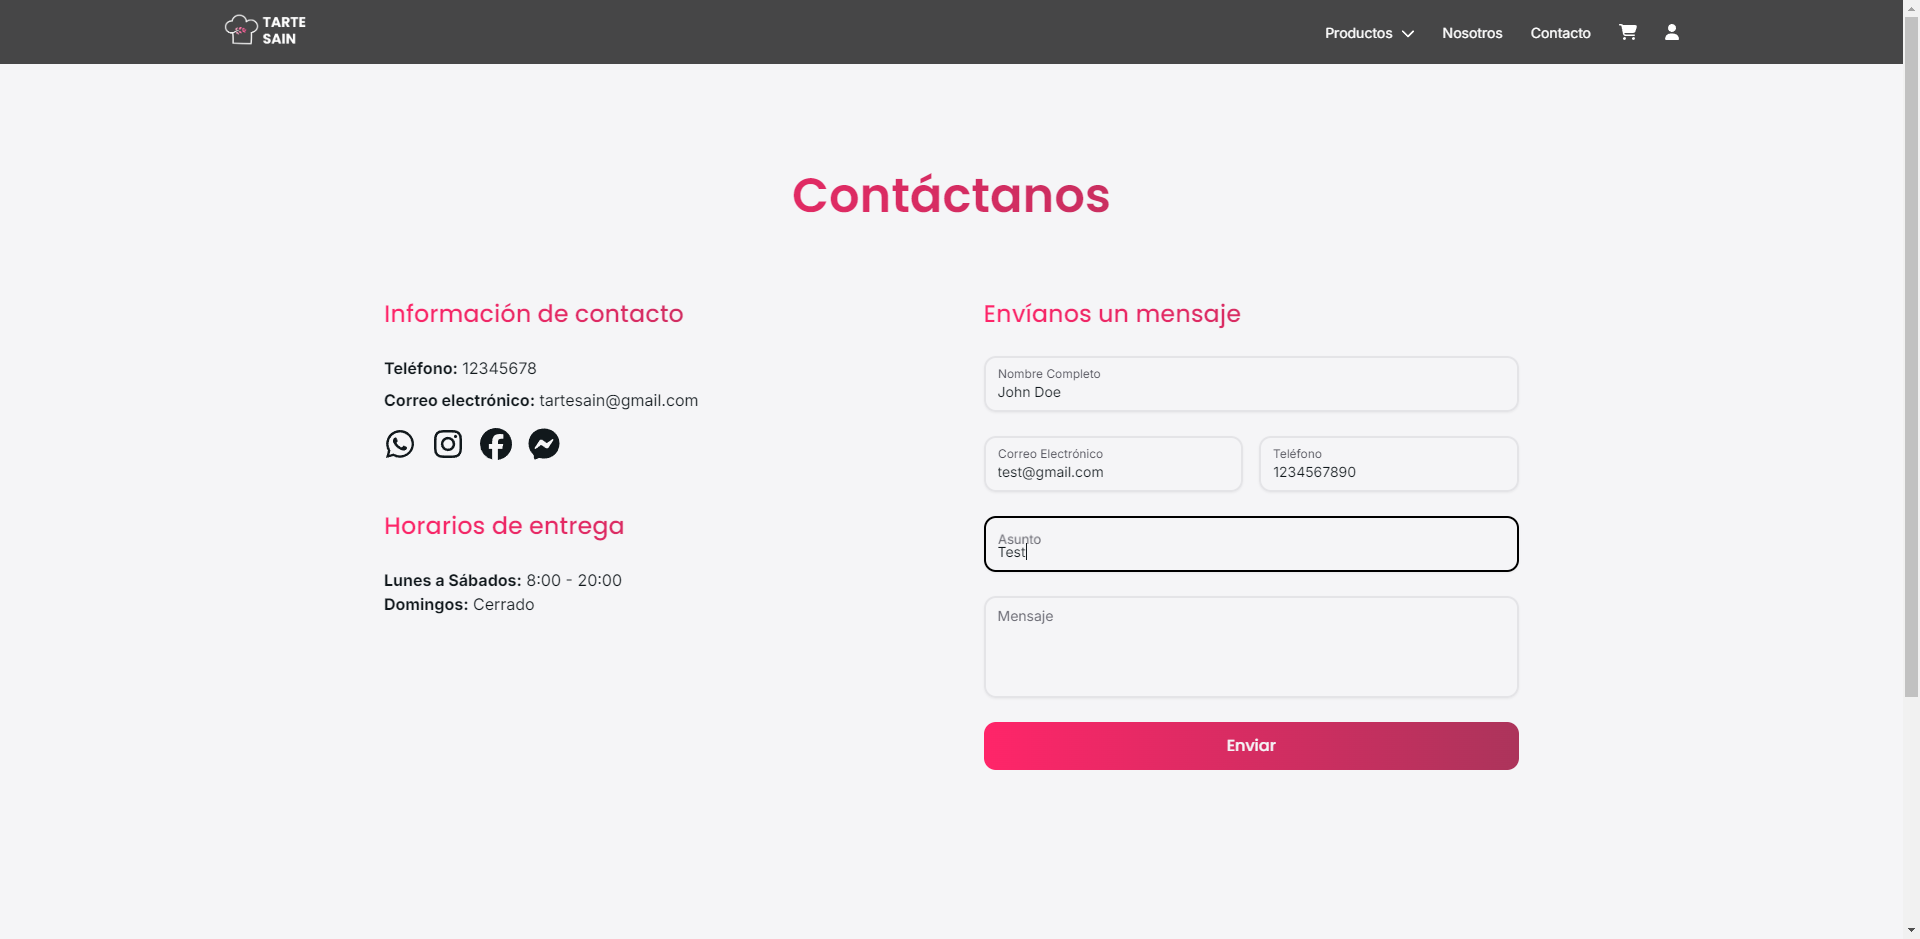 TARTE
SAIN
Productos
Nosotros
Contacto
Contáctanos
Información de contacto
Teléfono: 12345678
Correo electrónico: tartesain@gmail.com
Horarios de entrega
Lunes a Sábados: 8:00 - 20:00
Domingos: Cerrado
Envíanos un mensaje
Nombre Completo
John Doe
Correo Electrónico
test@gmail.com
Teléfono
1234567890
Asunto
Test
Mensaje
Enviar